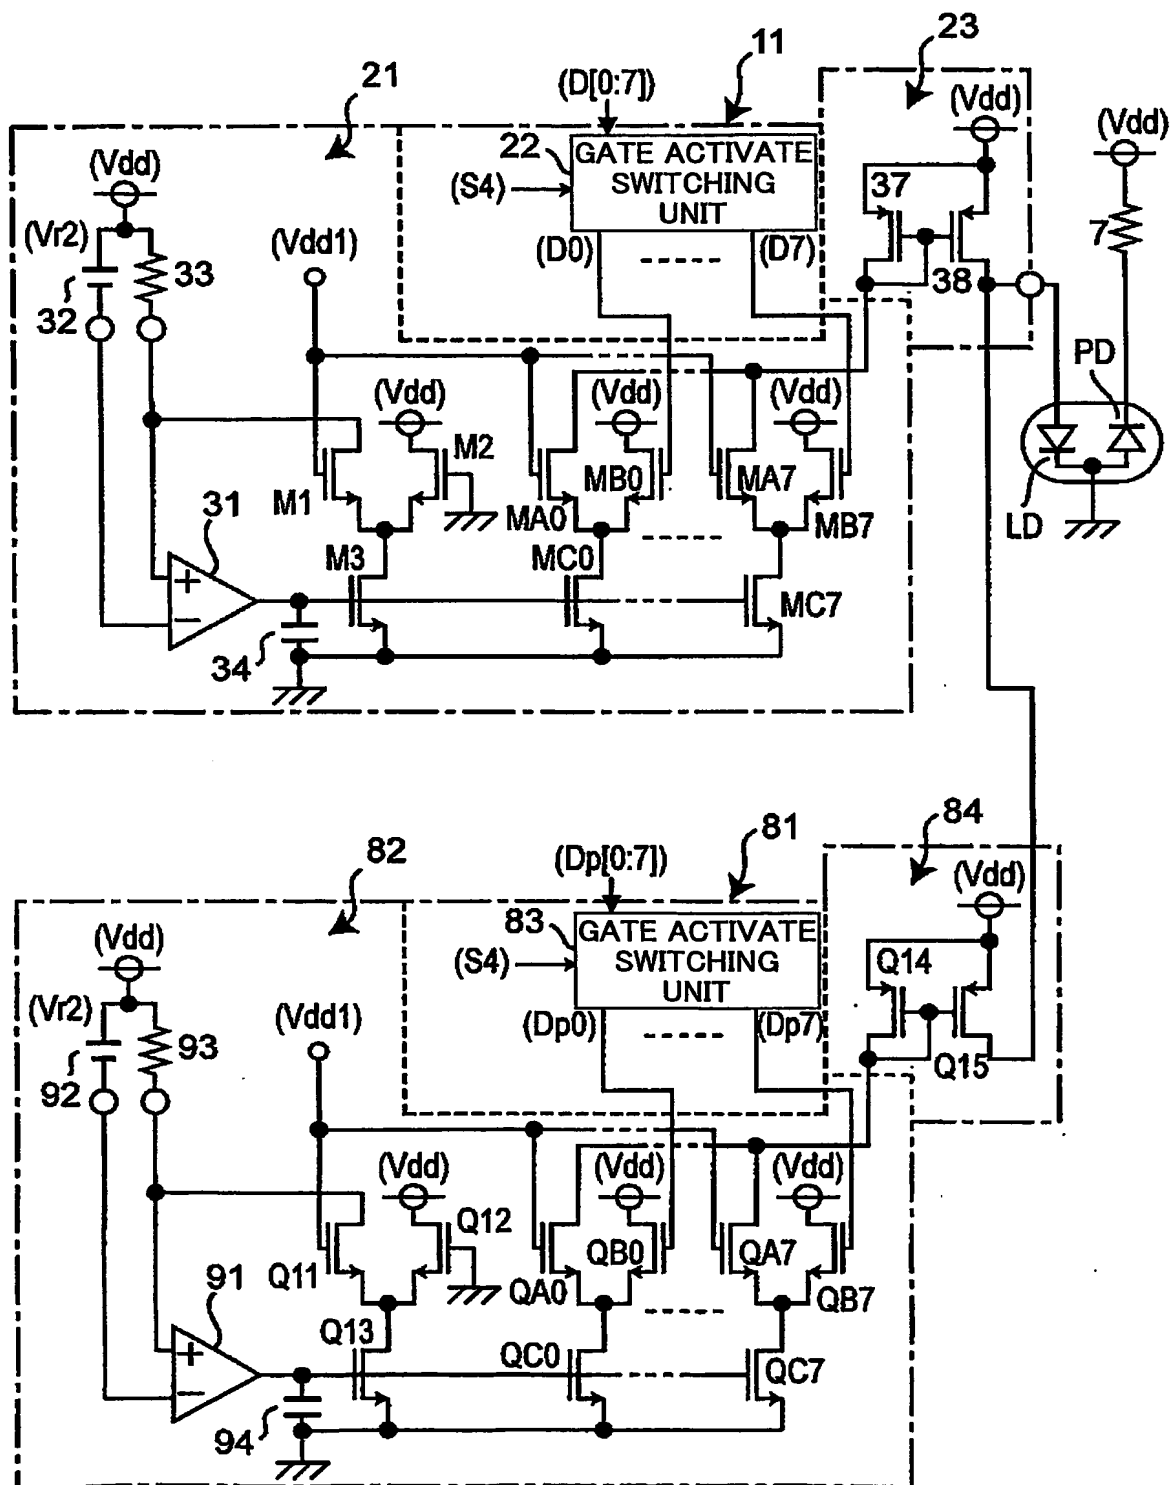 23
11
21
(D[0:7])
(Vdd)
(Vdd)
(Vdd)
22
GATE ACTIVATE
SWITCHING
UNIT
(S4)
37
(Vr2)
(Vdd1)
(D0)
(D7)
7
33
32
38
PD
(Vdd)
(Vdd)
(Vdd)
M2
MB0
MA7
M1
MA0
MB7
LD
31
M3
MC0
MC7
+
−
34
81
84
82
(Dp[0:7])
(Vdd)
(Vdd)
83
GATE ACTIVATE
SWITCHING
UNIT
(S4)
Q14
(Vr2)
(Vdd1)
(Dp0)
(Dp7)
93
92
Q15
(Vdd)
(Vdd)
(Vdd)
Q12
QB0
QA7
Q11
QA0
QB7
91
Q13
QC0
QC7
+
−
94